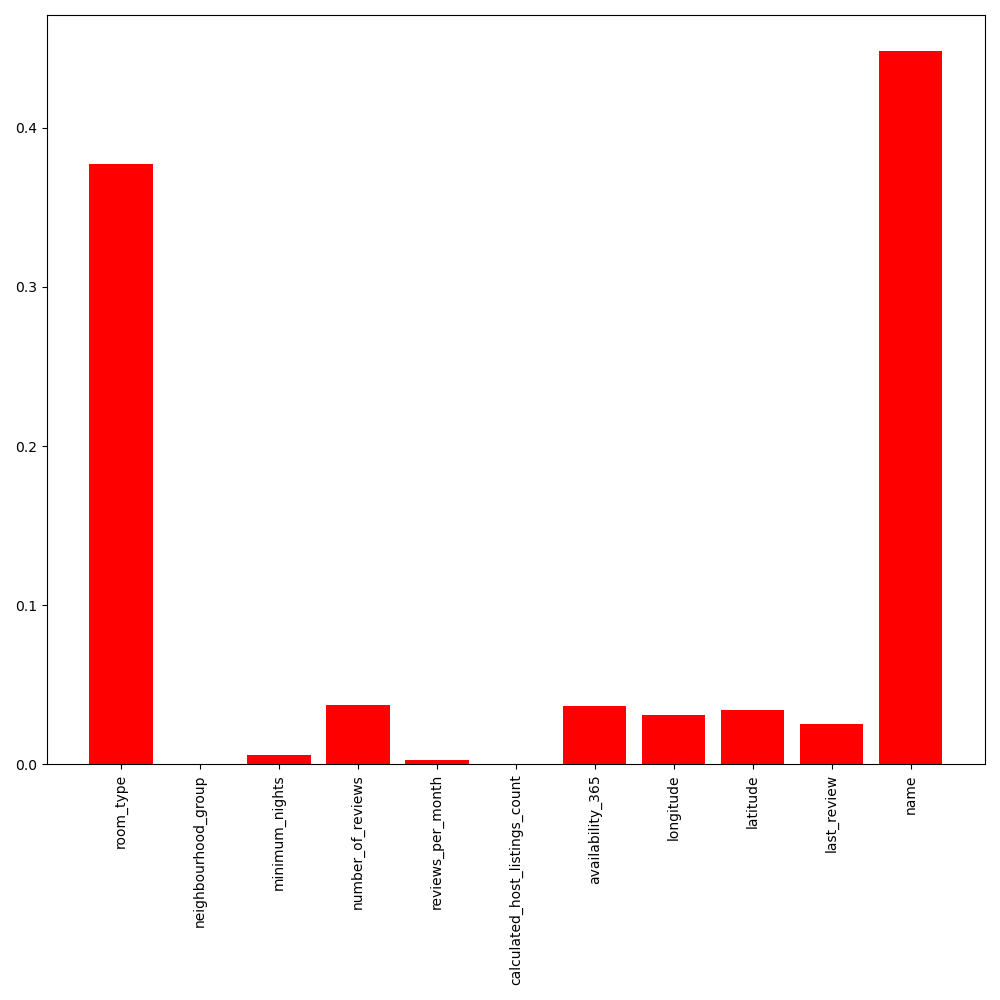 0.4
0.3
0.2
0.1
0.0
room_type
neighbourhood_group
minimum_nights
number_of_reviews
reviews_per_month
calculated_host_listings_count
availability_365
longitude
latitude
last_review
name